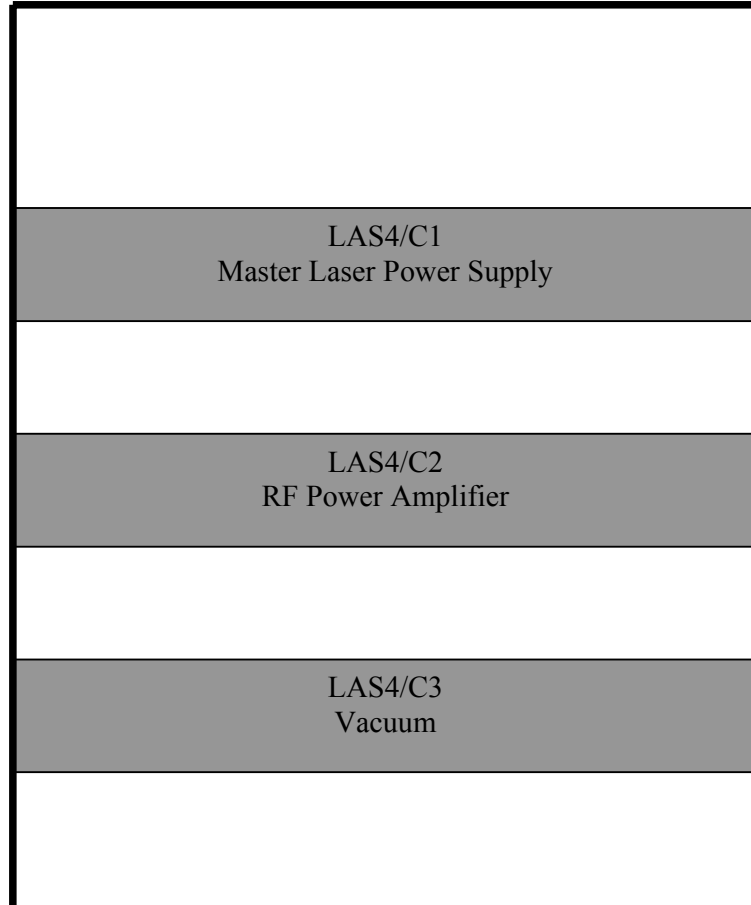 LAS4/C1
Master Laser Power Supply
LAS4/C2
RF Power Amplifier
LAS4/C3
Vacuum